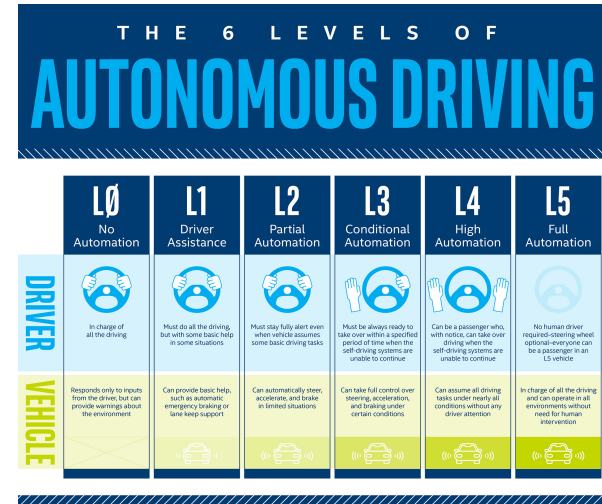 THE 6 LEVELS OF
AUTONOMOUS DRIVING
LØ
No
Automation
L1
Driver
Assistance
L2
Partial
Automation
L3
Conditional
Automation
L4
High
Automation
L5
Full
Automation
DRIVER
In charge of
all the driving
Must do all the driving,
but with some basic help
in some situations
Must stay fully alert even
when vehicle assumes
some basic driving tasks
Must be always ready to
take over within a specified
period of time when the
self-driving systems are
unable to continue
Can be a passenger who,
with notice, can take over
driving when the
self-driving systems are
unable to continue
No human driver
required–steering wheel
optional–everyone can
be a passenger in an
L5 vehicle
VEHICLE
Responds only to inputs
from the driver, but can
provide warnings about
the environment
Can provide basic help,
such as automatic
emergency braking or
lane keep support
Can automatically steer,
accelerate, and brake
in limited situations
Can take full control over
steering, acceleration,
and braking under
certain conditions
Can assume all driving
tasks under nearly all
conditions without any
driver attention
In charge of all the driving
and can operate in all
environments without
need for human
intervention